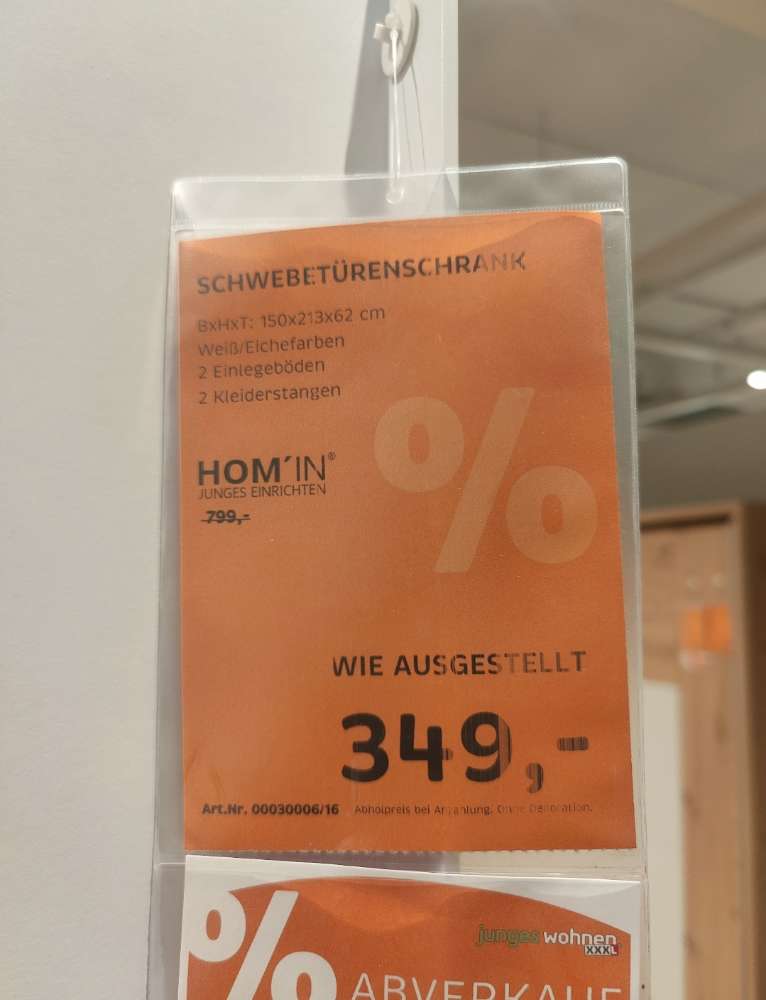 SCHWEBETÜRENSCHRANK
BxHxT: 150x213x62 cm
Weiß/Eichefarben
2 Einlegeböden
2 Kleiderstangen
%
HOM´IN®
JUNGES EINRICHTEN
799,-
WIE AUSGESTELLT
349,-
Art.Nr. 00030006/16 Abholpreis bei Anzahlung. Ohne Dekoration.
junges wohnen
XXXL
% ABVERKAUF